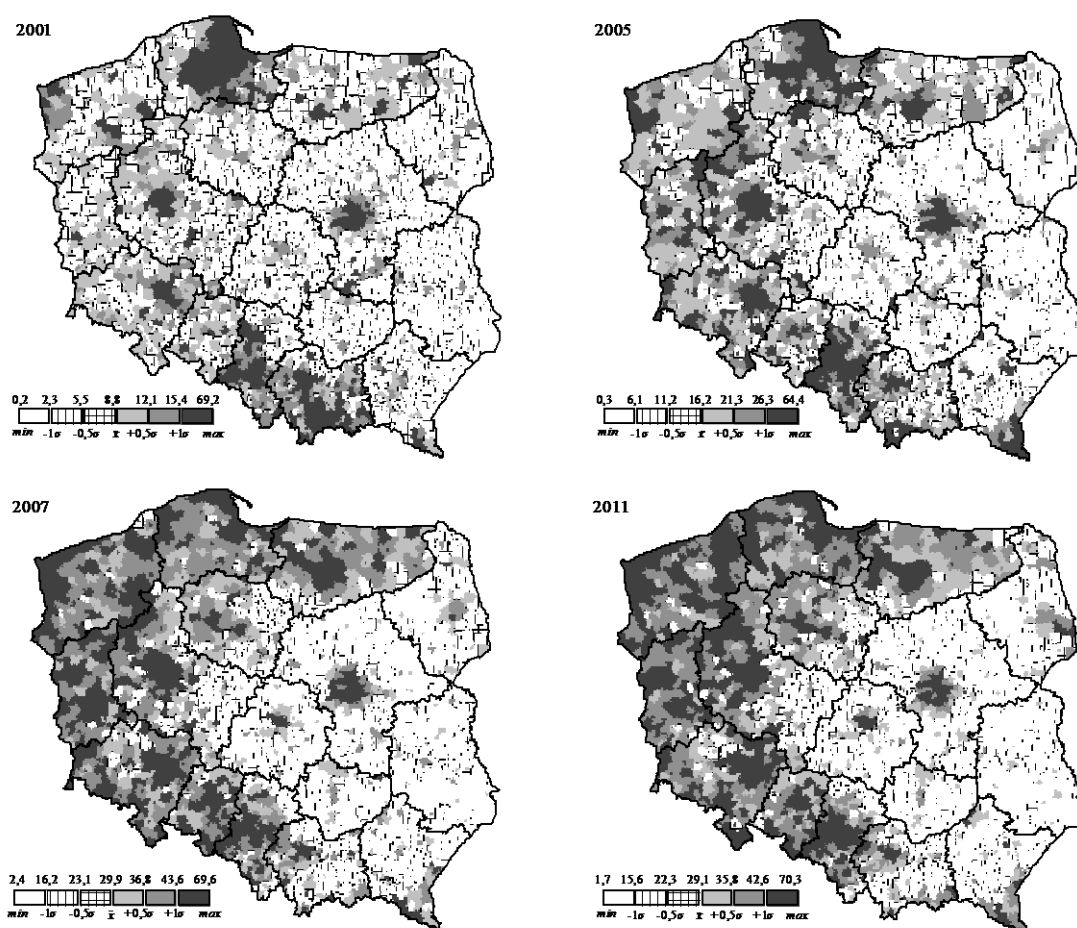 2001
2005
0,2 2,3 5,5 8,8 12,1 15,4 69,2
min -1σ -0,5σ x̄ +0,5σ +1σ max
0,3 6,1 11,2 16,2 21,3 26,3 64,4
min -1σ -0,5σ x̄ +0,5σ +1σ max
2007
2011
2,4 16,2 23,1 29,9 36,8 43,6 69,6
min -1σ -0,5σ x̄ +0,5σ +1σ max
1,7 15,6 22,3 29,1 35,8 42,6 70,3
min -1σ -0,5σ x̄ +0,5σ +1σ max